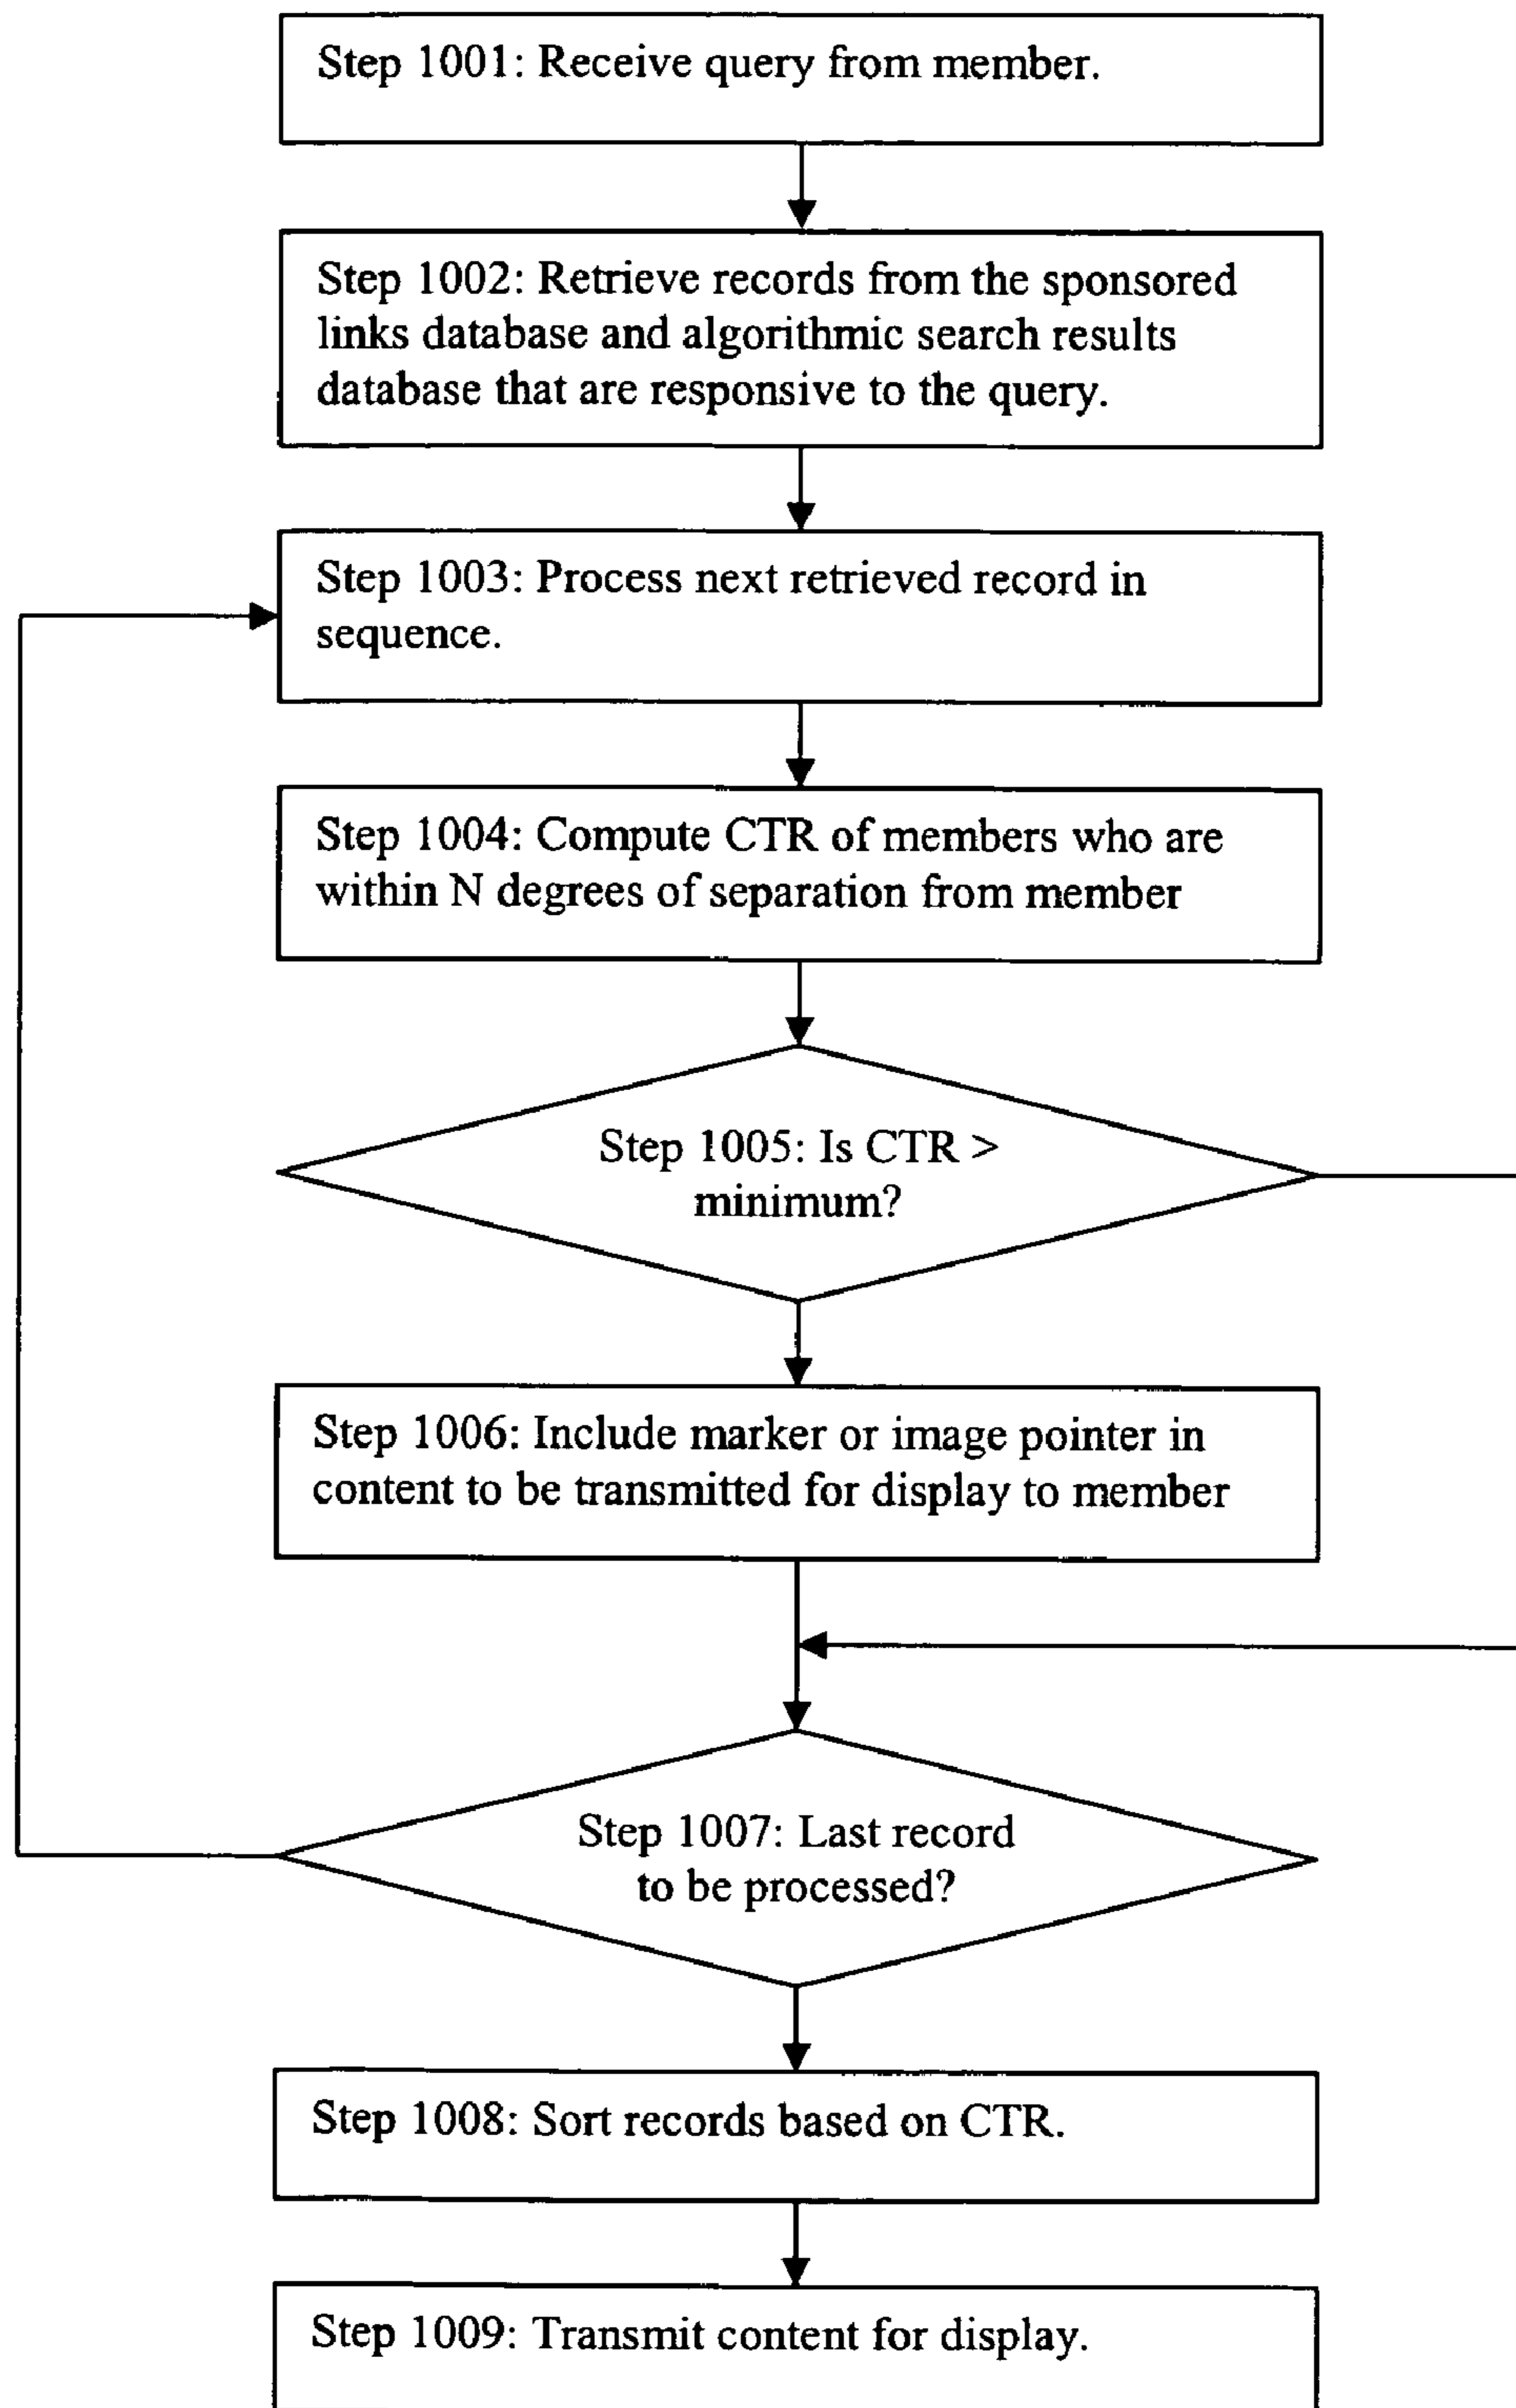 Step 1001: Receive query from member.
Step 1002: Retrieve records from the sponsored
links database and algorithmic search results
database that are responsive to the query.
Step 1003: Process next retrieved record in
sequence.
Step 1004: Compute CTR of members who are
within N degrees of separation from member
Step 1005: Is CTR >
minimum?
Step 1006: Include marker or image pointer in
content to be transmitted for display to member
Step 1007: Last record
to be processed?
Step 1008: Sort records based on CTR.
Step 1009: Transmit content for display.